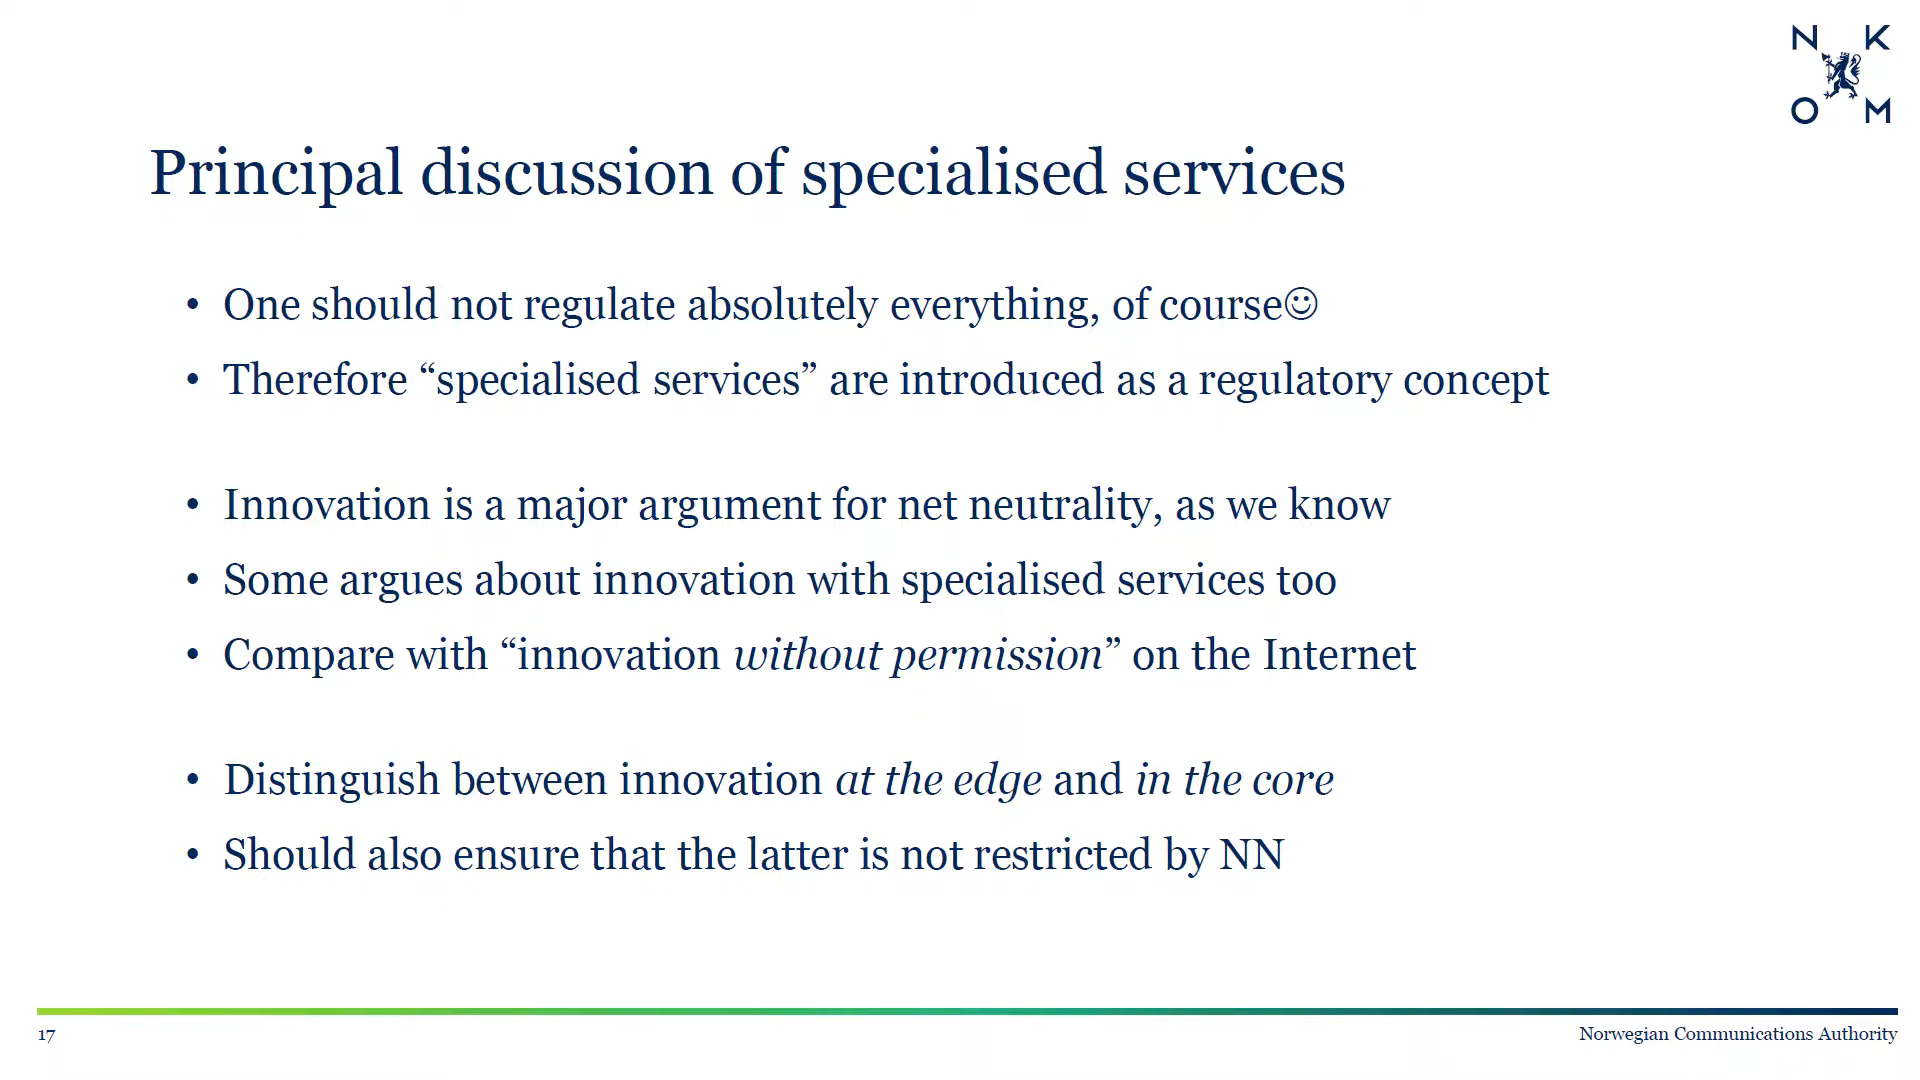 N K
O M
Principal discussion of specialised services
• One should not regulate absolutely everything, of course☺
• Therefore “specialised services” are introduced as a regulatory concept
• Innovation is a major argument for net neutrality, as we know
• Some argues about innovation with specialised services too
• Compare with “innovation without permission” on the Internet
• Distinguish between innovation at the edge and in the core
• Should also ensure that the latter is not restricted by NN
17
Norwegian Communications Authority